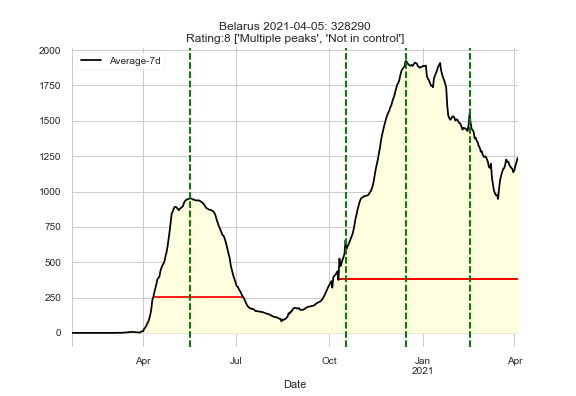 Belarus 2021-04-05: 328290
Rating:8 ['Multiple peaks', 'Not in control']
Average-7d
2000
1750
1500
1250
1000
750
500
250
0
Apr
Jul
Oct
Jan
2021
Apr
Date